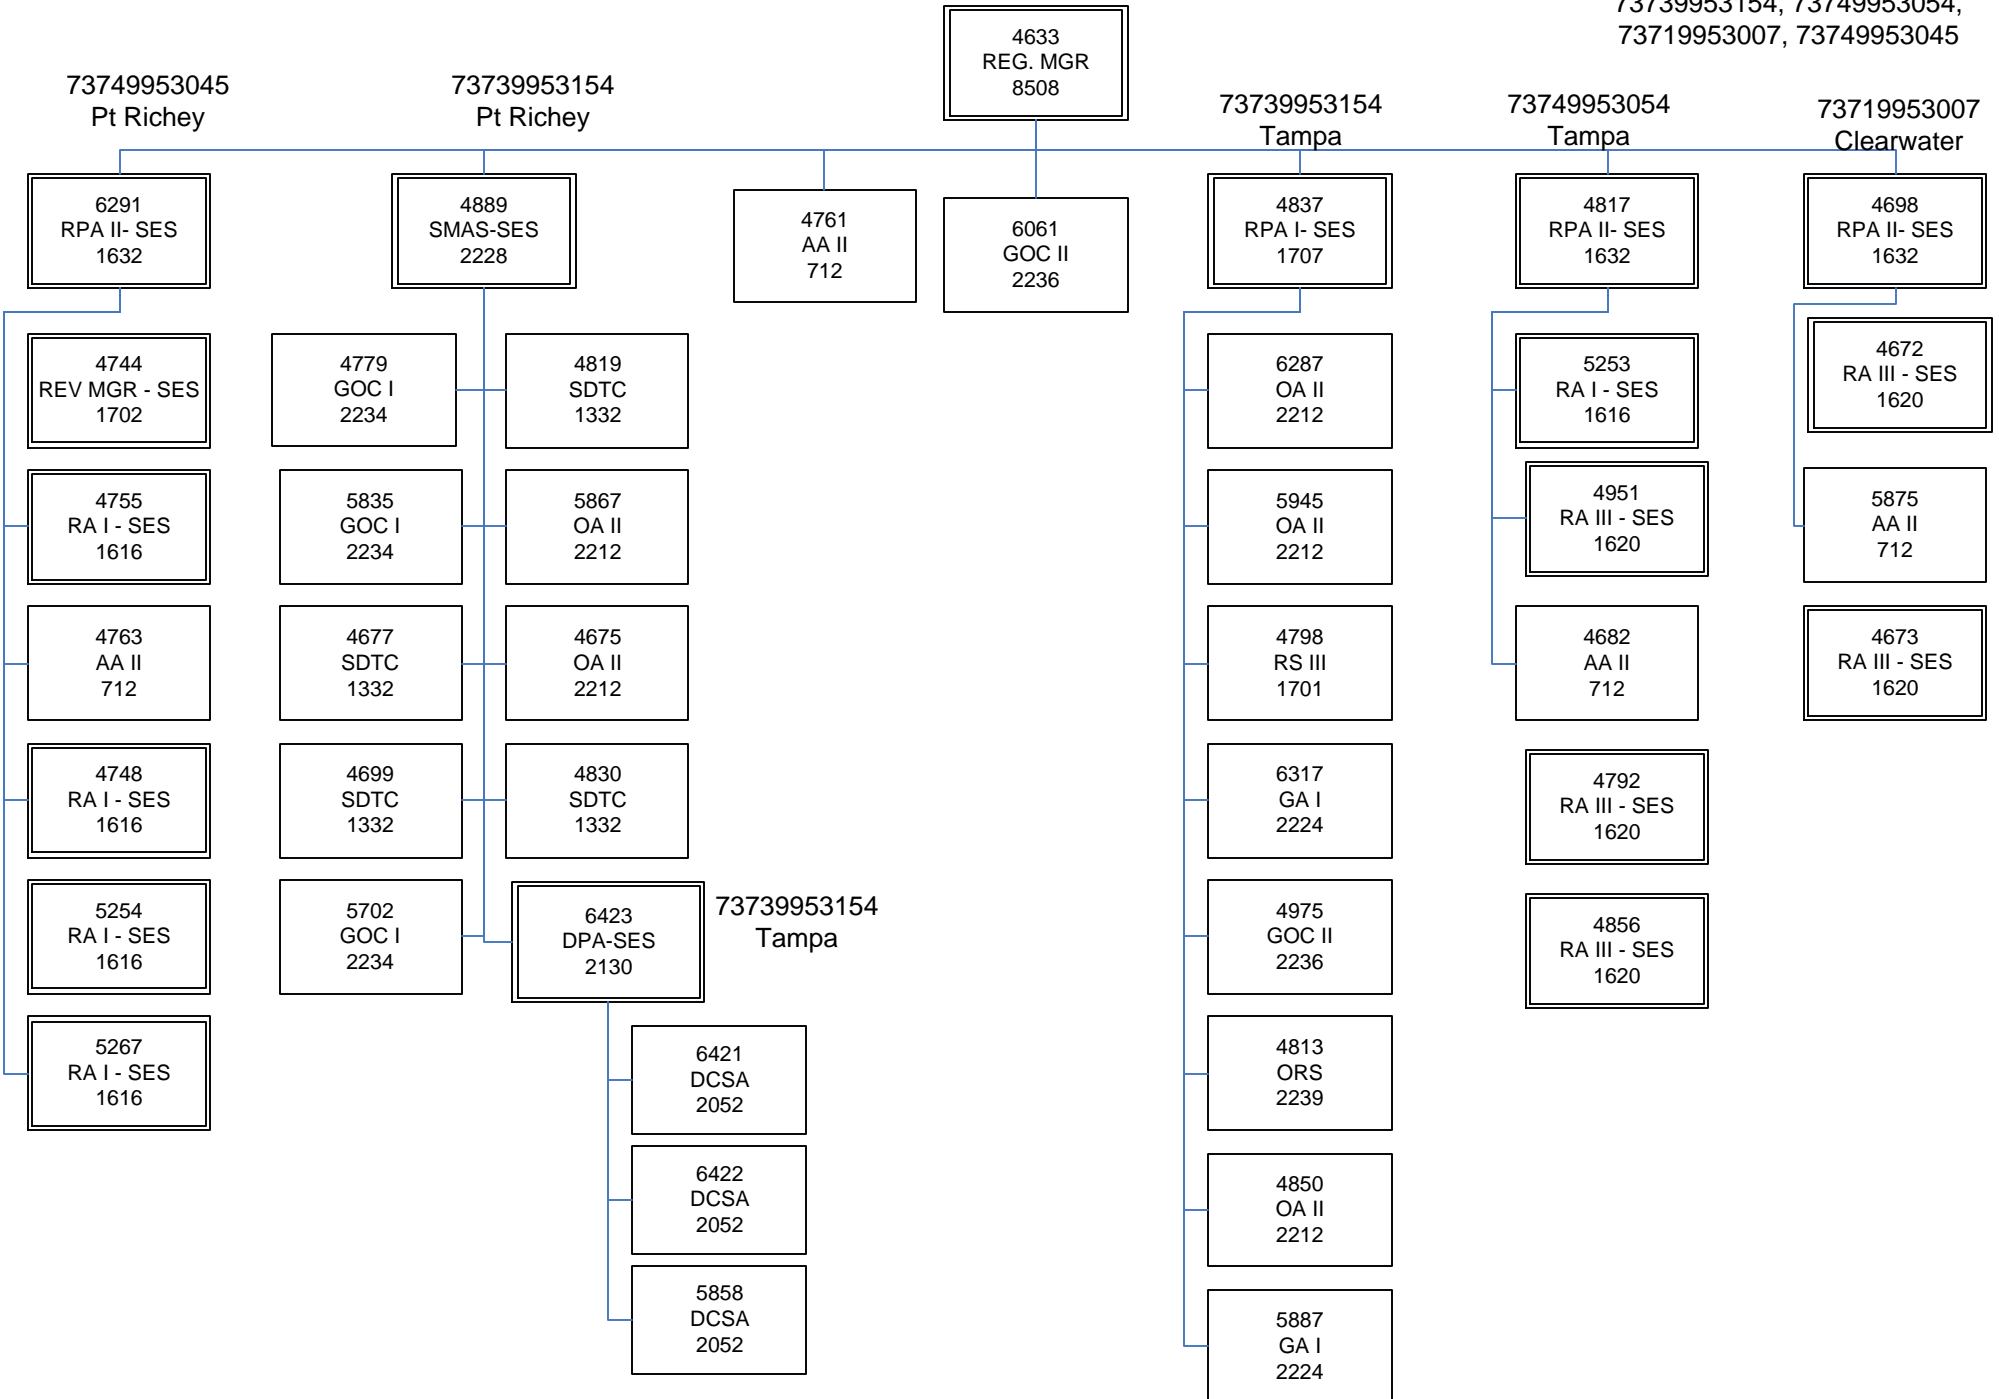 73739953154, 73749953054,
73719953007, 73749953045
4633
REG. MGR
8508
73749953045
Pt Richey
73739953154
Pt Richey
73739953154
Tampa
73749953054
Tampa
73719953007
Clearwater
6291
RPA II- SES
1632
4889
SMAS-SES
2228
4761
AA II
712
6061
GOC II
2236
4837
RPA I- SES
1707
4817
RPA II- SES
1632
4698
RPA II- SES
1632
4744
REV MGR - SES
1702
4755
RA I - SES
1616
4763
AA II
712
4748
RA I - SES
1616
5254
RA I - SES
1616
5267
RA I - SES
1616
4779
GOC I
2234
4819
SDTC
1332
5835
GOC I
2234
5867
OA II
2212
4677
SDTC
1332
4675
OA II
2212
4699
SDTC
1332
4830
SDTC
1332
5702
GOC I
2234
6423
DPA-SES
2130
73739953154
Tampa
6421
DCSA
2052
6422
DCSA
2052
5858
DCSA
2052
6287
OA II
2212
5945
OA II
2212
4798
RS III
1701
6317
GA I
2224
4975
GOC II
2236
4813
ORS
2239
4850
OA II
2212
5887
GA I
2224
5253
RA I - SES
1616
4951
RA III - SES
1620
4682
AA II
712
4792
RA III - SES
1620
4856
RA III - SES
1620
4672
RA III - SES
1620
5875
AA II
712
4673
RA III - SES
1620